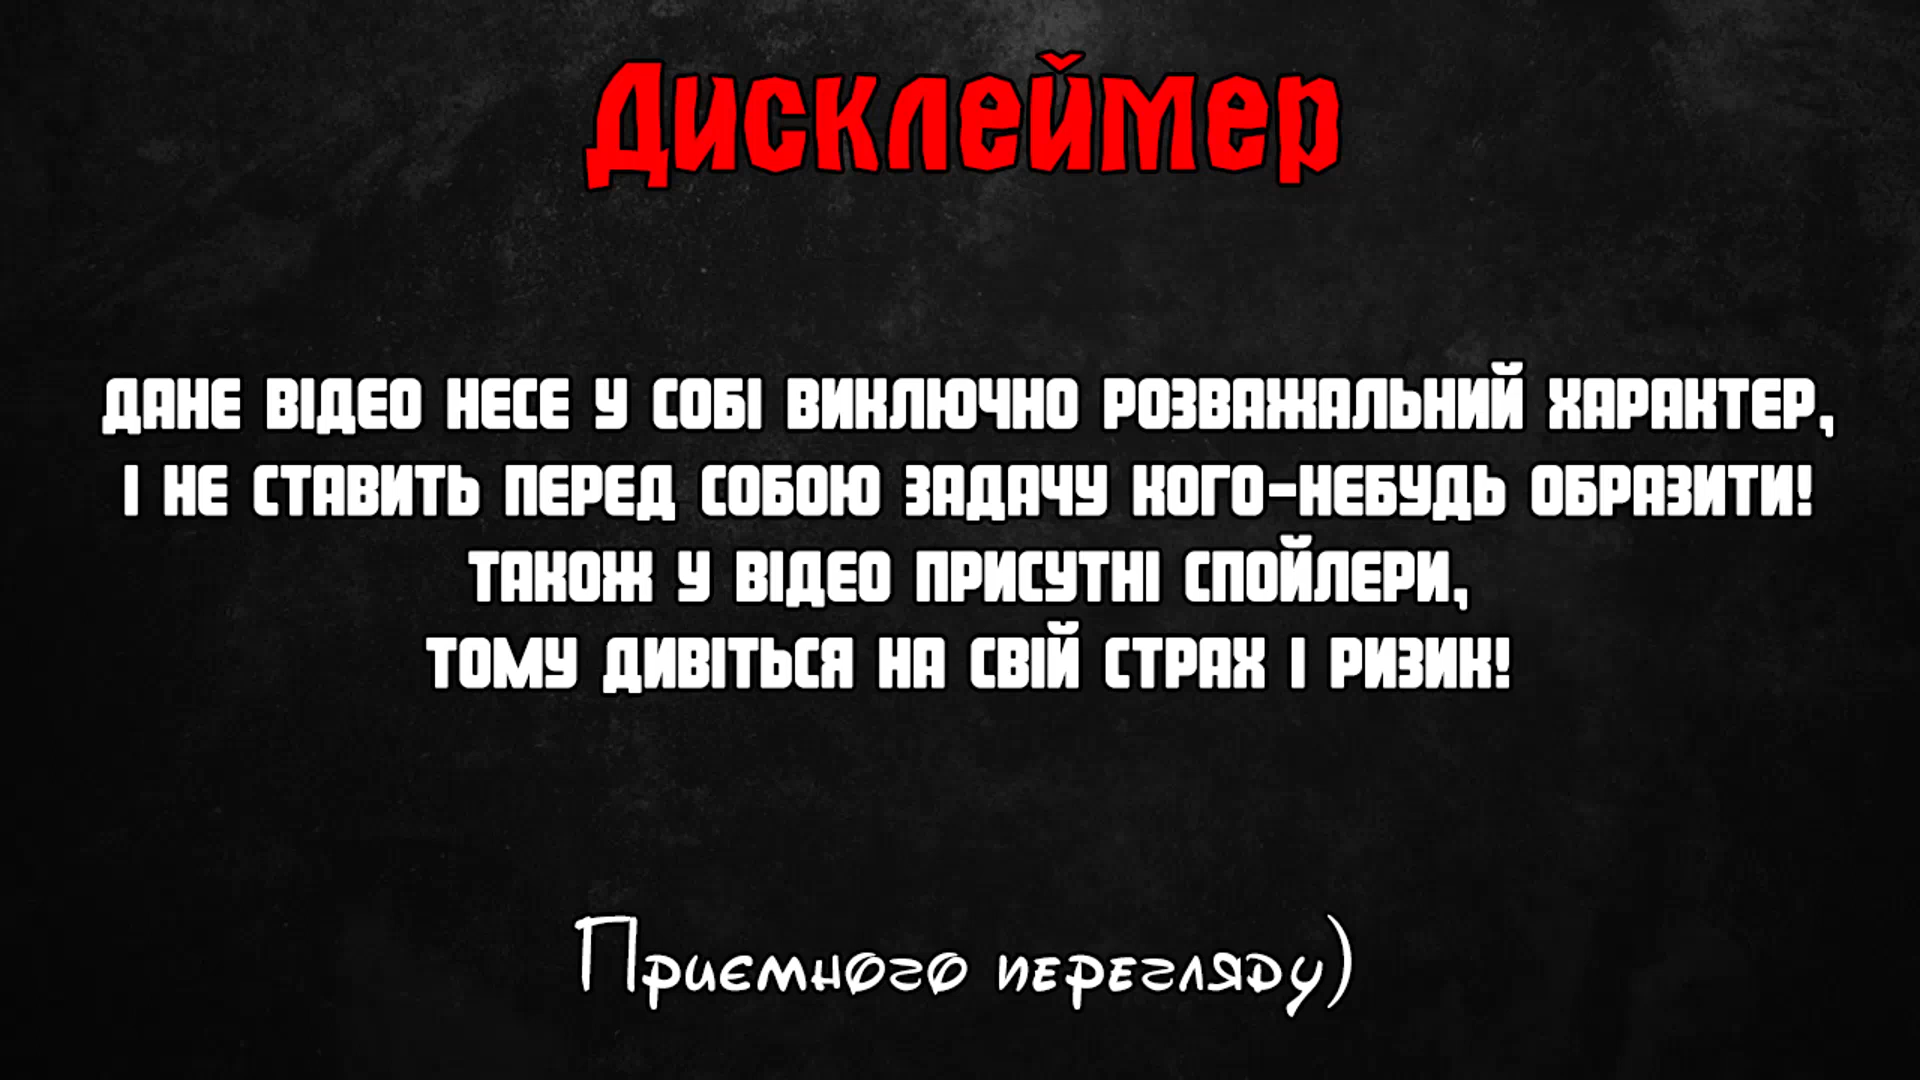 Дисклеймер
ДАНЕ ВІДЕО НЕСЕ У СОБІ ВИКЛЮЧНО РОЗВАЖАЛЬНИЙ ХАРАКТЕР,
І НЕ СТАВИТЬ ПЕРЕД СОБОЮ ЗАДАЧУ КОГО-НЕБУДЬ ОБРАЗИТИ!
ТАКОЖ У ВІДЕО ПРИСУТНІ СПОЙЛЕРИ,
ТОМУ ДИВІТЬСЯ НА СВІЙ СТРАХ І РИЗИК!
Приємного перегляду)